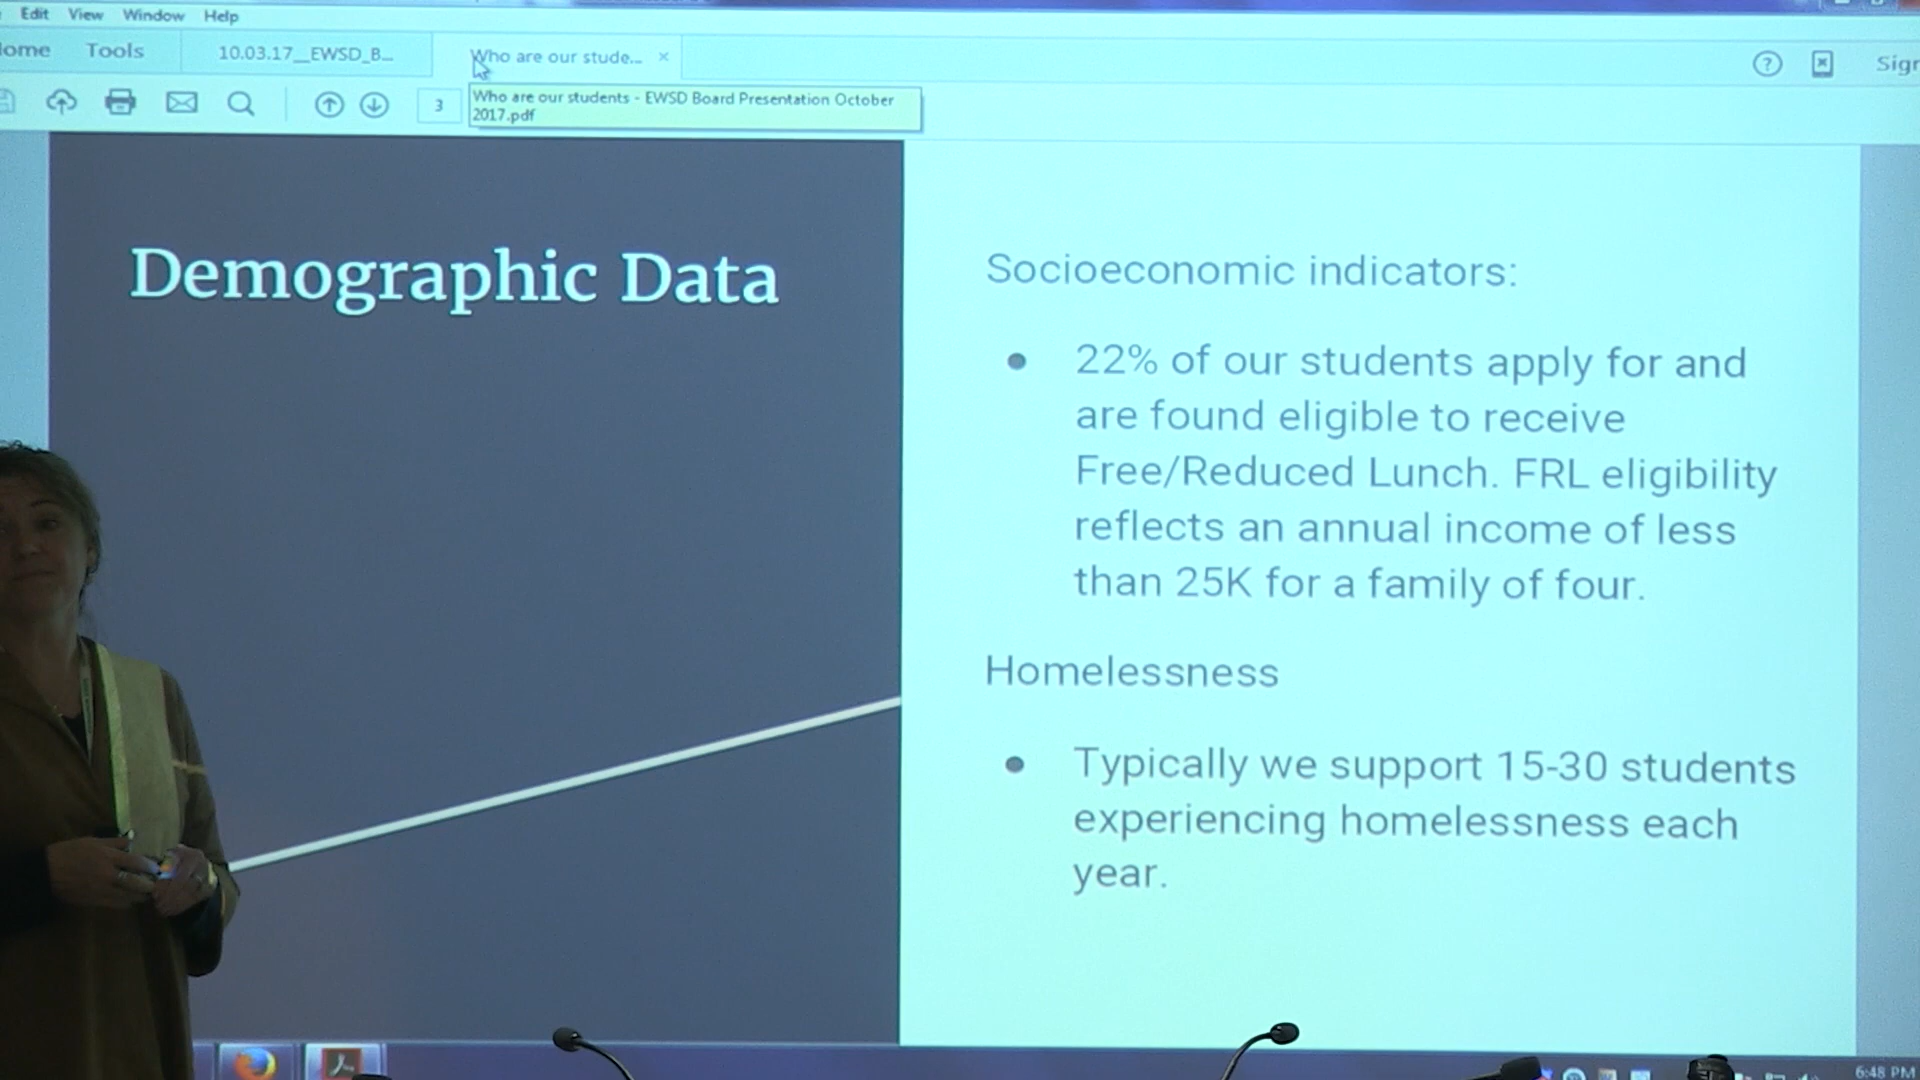 Edit View Window Help
Tools 10.03.17__EWSD_B... Who are our stude... × Sign
3
Who are our students - EWSD Board Presentation October
2017.pdf
Demographic Data
Socioeconomic indicators:
• 22% of our students apply for and
are found eligible to receive
Free/Reduced Lunch. FRL eligibility
reflects an annual income of less
than 25K for a family of four.
Homelessness
• Typically we support 15-30 students
experiencing homelessness each
year.
6:48 PM